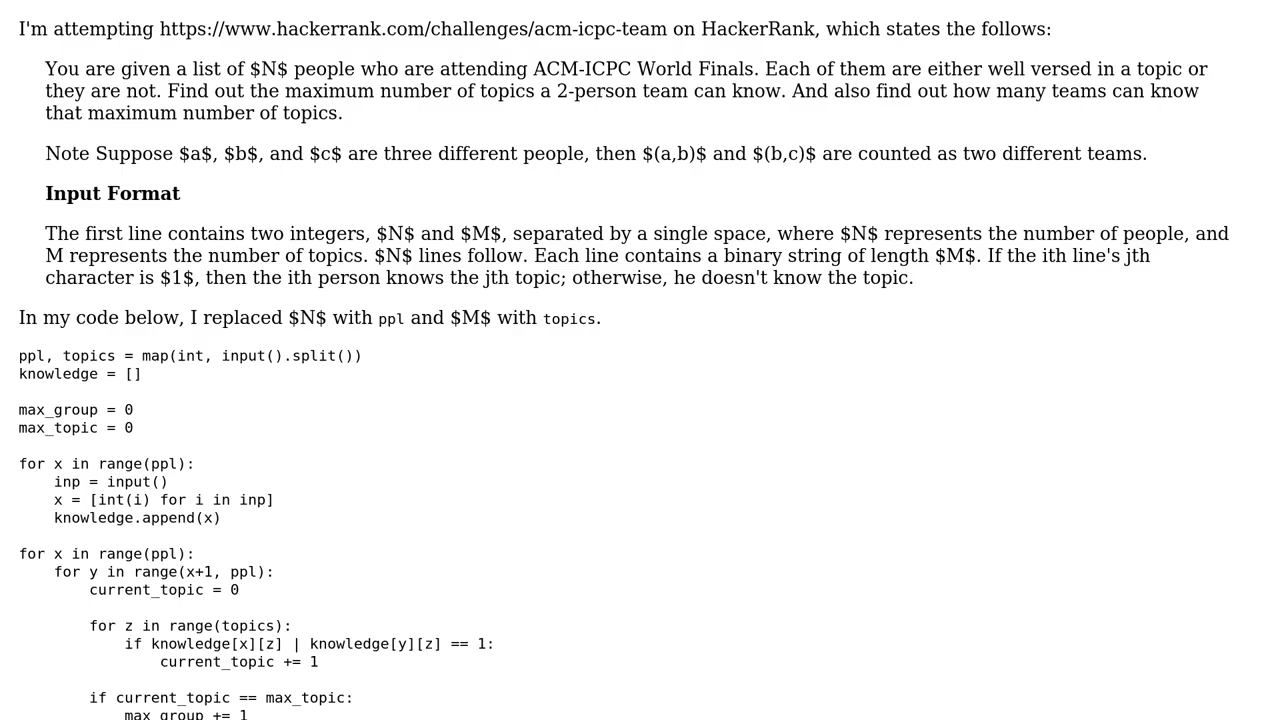 I'm attempting https://www.hackerrank.com/challenges/acm-icpc-team on HackerRank, which states the follows:
You are given a list of $N$ people who are attending ACM-ICPC World Finals. Each of them are either well versed in a topic or
they are not. Find out the maximum number of topics a 2-person team can know. And also find out how many teams can know
that maximum number of topics.
Note Suppose $a$, $b$, and $c$ are three different people, then $(a,b)$ and $(b,c)$ are counted as two different teams.
Input Format
The first line contains two integers, $N$ and $M$, separated by a single space, where $N$ represents the number of people, and
M represents the number of topics. $N$ lines follow. Each line contains a binary string of length $M$. If the ith line's jth
character is $1$, then the ith person knows the jth topic; otherwise, he doesn't know the topic.
In my code below, I replaced $N$ with ppl and $M$ with topics.
ppl, topics = map(int, input().split())
knowledge = []
max_group = 0
max_topic = 0
for x in range(ppl):
    inp = input()
    x = [int(i) for i in inp]
    knowledge.append(x)
for x in range(ppl):
    for y in range(x+1, ppl):
        current_topic = 0
        for z in range(topics):
            if knowledge[x][z] | knowledge[y][z] == 1:
                current_topic += 1
        if current_topic == max_topic:
            max_group += 1